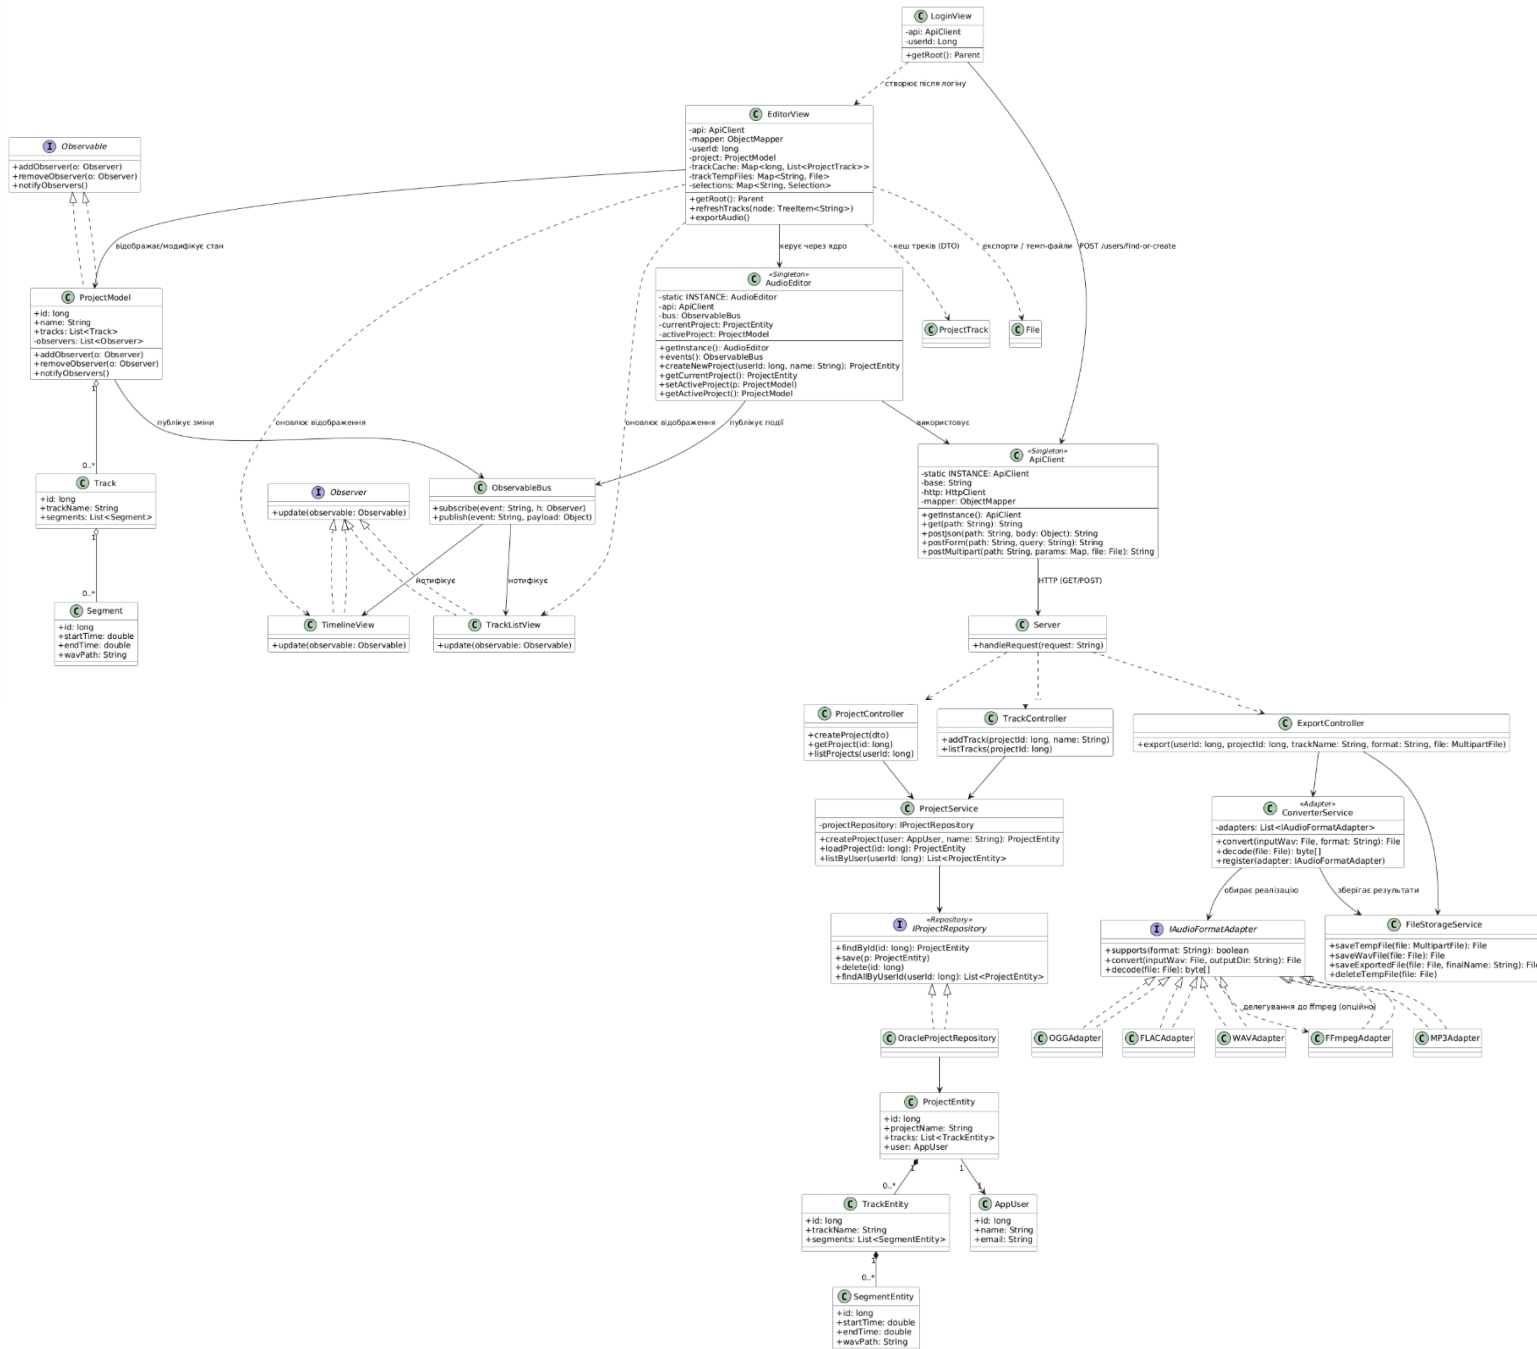 LoginView
-api: ApiClient
-userId: Long
+getRoot(): Parent
створює після логіну
EditorView
-api: ApiClient
-mapper: ObjectMapper
-userId: long
-project: ProjectModel
-trackCache: Map<long, List<ProjectTrack>>
-trackTempFiles: Map<String, File>
-selections: Map<String, Selection>
+getRoot(): Parent
+refreshTracks(node: TreeItem<String>)
+exportAudio()
Observable
+addObserver(o: Observer)
+removeObserver(o: Observer)
+notifyObservers()
відображає/модифікує стан
керує через ядро
кеш треків (DTO)
експорти / темп-файли
POST /users/find-or-create
«Singleton»
AudioEditor
-static INSTANCE: AudioEditor
-api: ApiClient
-bus: ObservableBus
-currentProject: ProjectEntity
-activeProject: ProjectModel
+getInstance(): AudioEditor
+events(): ObservableBus
+createNewProject(userId: long, name: String): ProjectEntity
+getCurrentProject(): ProjectEntity
+setActiveProject(p: ProjectModel)
+getActiveProject(): ProjectModel
ProjectTrack
File
ProjectModel
+id: long
+name: String
+tracks: List<Track>
-observers: List<Observer>
+addObserver(o: Observer)
+removeObserver(o: Observer)
+notifyObservers()
1
публікує зміни
оновлює відображення
оновлює відображення
публікує події
використовує
0..*
Track
+id: long
+trackName: String
+segments: List<Segment>
1
0..*
Segment
+id: long
+startTime: double
+endTime: double
+wavPath: String
Observer
+update(observable: Observable)
ObservableBus
+subscribe(event: String, h: Observer)
+publish(event: String, payload: Object)
нотифікує
нотифікує
TimelineView
+update(observable: Observable)
TrackListView
+update(observable: Observable)
«Singleton»
ApiClient
-static INSTANCE: ApiClient
-base: String
-http: HttpClient
-mapper: ObjectMapper
+getInstance(): ApiClient
+get(path: String): String
+postJson(path: String, body: Object): String
+postForm(path: String, query: String): String
+postMultipart(path: String, params: Map, file: File): String
HTTP (GET/POST)
Server
+handleRequest(request: String)
ProjectController
+createProject(dto)
+getProject(id: long)
+listProjects(userId: long)
TrackController
+addTrack(projectId: long, name: String)
+listTracks(projectId: long)
ExportController
+export(userId: long, projectId: long, trackName: String, format: String, file: MultipartFile)
ProjectService
-projectRepository: IProjectRepository
+createProject(user: AppUser, name: String): ProjectEntity
+loadProject(id: long): ProjectEntity
+listByUser(userId: long): List<ProjectEntity>
«Adapter»
ConverterService
-adapters: List<IAudioFormatAdapter>
+convert(inputWav: File, format: String): File
+decode(file: File): byte[]
+register(adapter: IAudioFormatAdapter)
обирає реалізацію
зберігає результати
«Repository»
IProjectRepository
+findById(id: long): ProjectEntity
+save(p: ProjectEntity)
+delete(id: long)
+findAllByUserId(userId: long): List<ProjectEntity>
IAudioFormatAdapter
+supports(format: String): boolean
+convert(inputWav: File, outputDir: String): File
+decode(file: File): byte[]
FileStorageService
+saveTempFile(file: MultipartFile): File
+saveWavFile(file: File): File
+saveExportedFile(file: File, finalName: String): File
+deleteTempFile(file: File)
делегування до ffmpeg (опційно)
OracleProjectRepository
OGGAdapter
FLACAdapter
WAVAdapter
FFmpegAdapter
MP3Adapter
ProjectEntity
+id: long
+projectName: String
+tracks: List<TrackEntity>
+user: AppUser
1
1
0..*
1
TrackEntity
+id: long
+trackName: String
+segments: List<SegmentEntity>
AppUser
+id: long
+name: String
+email: String
1
0..*
SegmentEntity
+id: long
+startTime: double
+endTime: double
+wavPath: String